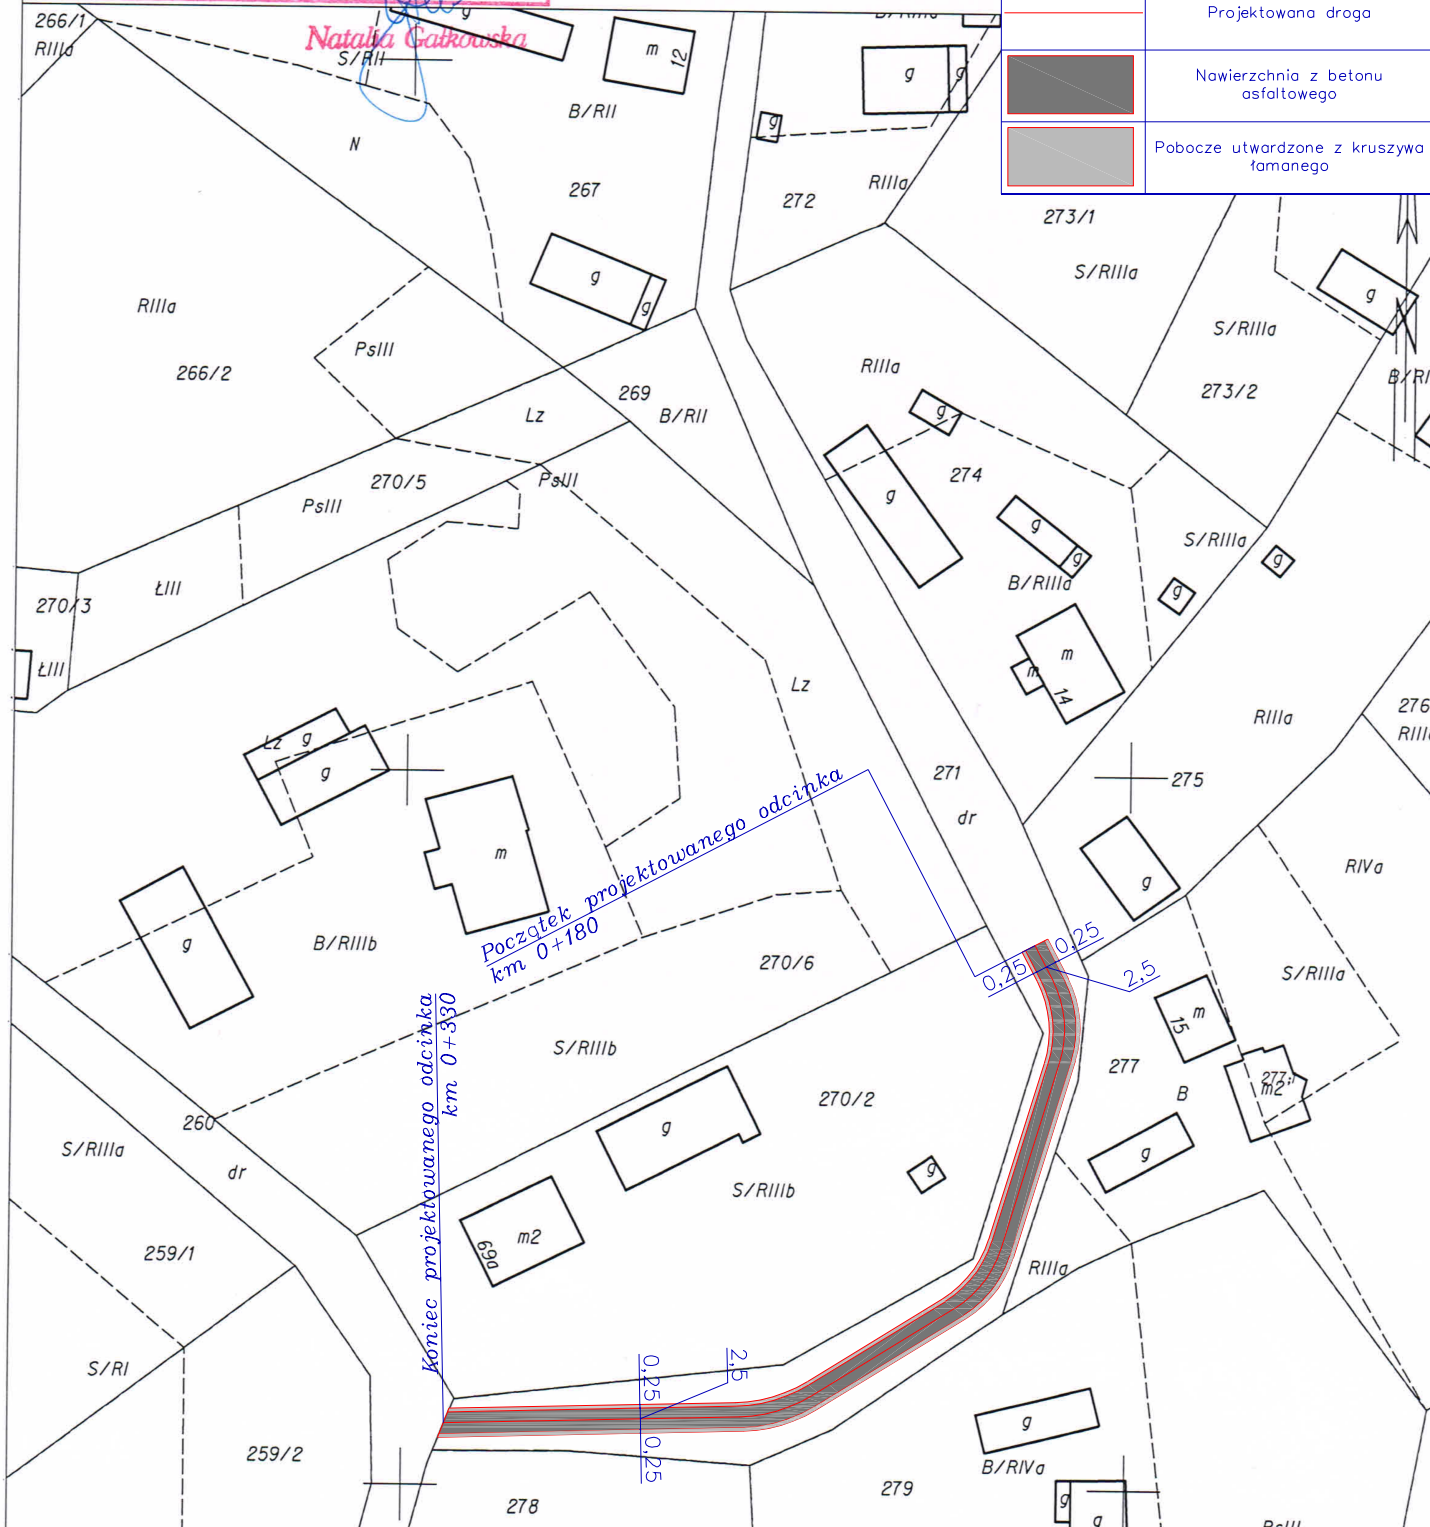 266/1
RIIIa
Natalia Gałkowska
S/RII
g
m
12
g
g
B/RII
N
g
267
272
RIIIa
Projektowana droga
Nawierzchnia z betonu
asfaltowego
Pobocze utwardzone z kruszywa
łamanego
273/1
S/RIIIa
g
g
g
RIIIa
PsIII
266/2
S/RIIIa
273/2
RIIIa
269
Lz
B/RII
g
274
270/5
PsIII
PsIII
g
g
g
S/RIIIa
g
g
B/RIIIa
ŁIII
270/3
ŁIII
m
m
14
Lz
RIIIa
276
Lz
g
g
271
dr
275
Początek projektowanego odcinka
km 0+180
m
g
RIVa
g
B/RIIIb
270/6
0,25
0,25
2,5
S/RIIIa
Koniec projektowanego odcinka
km 0+330
15
m
S/RIIIb
277
B
m2
270/2
g
g
g
260
dr
S/RIIIa
S/RIIIb
69a
m2
259/1
RIIIa
S/RI
0,25
2,5
0,25
259/2
g
B/RIVa
278
279
g
g